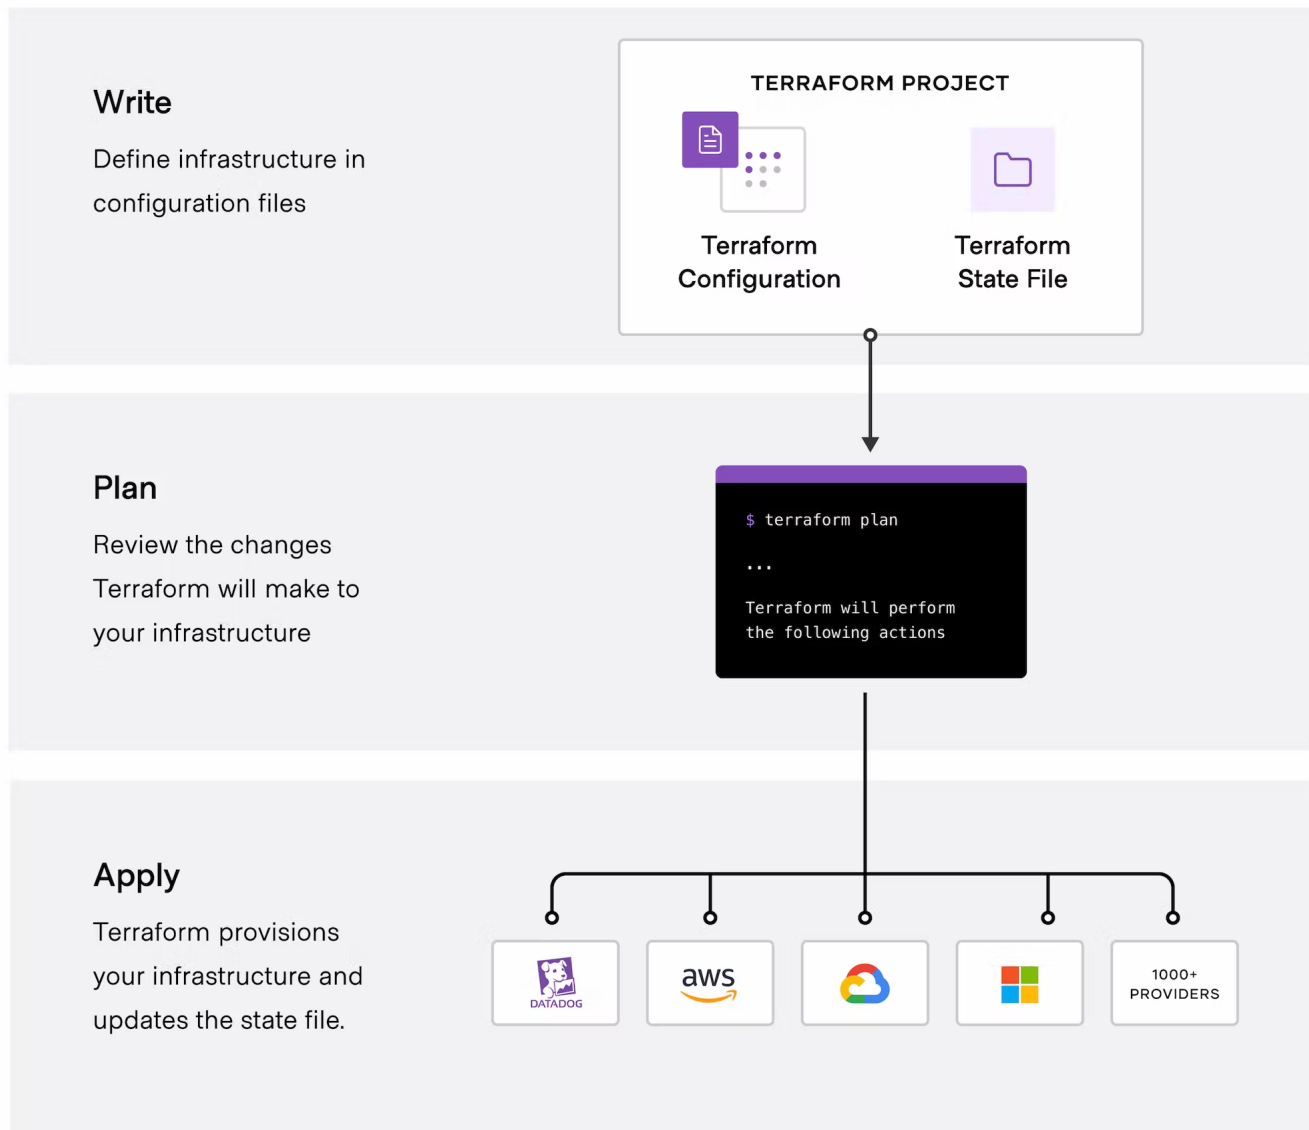 Write
Define infrastructure in
configuration files
TERRAFORM PROJECT
Terraform
Configuration
Terraform
State File
Plan
Review the changes
Terraform will make to
your infrastructure
$ terraform plan
...
Terraform will perform
the following actions
Apply
Terraform provisions
your infrastructure and
updates the state file.
DATADOG
aws
1000+
PROVIDERS